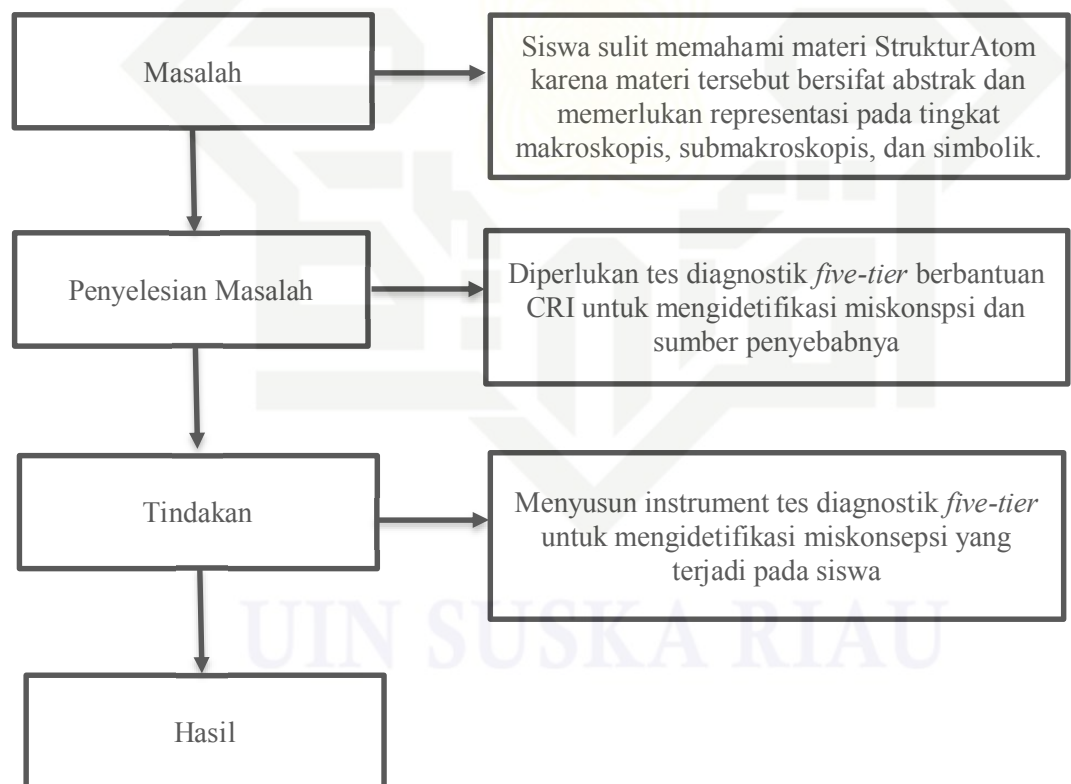 Masalah
Siswa sulit memahami materi StrukturAtom
karena materi tersebut bersifat abstrak dan
memerlukan representasi pada tingkat
makroskopis, submakroskopis, dan simbolik.
Penyelesian Masalah
Diperlukan tes diagnostik five-tier berbantuan
CRI untuk mengidetifikasi miskonspsi dan
sumber penyebabnya
Tindakan
Menyusun instrument tes diagnostik five-tier
untuk mengidetifikasi miskonsepsi yang
terjadi pada siswa
UIN SUSKA RIAU
Hasil